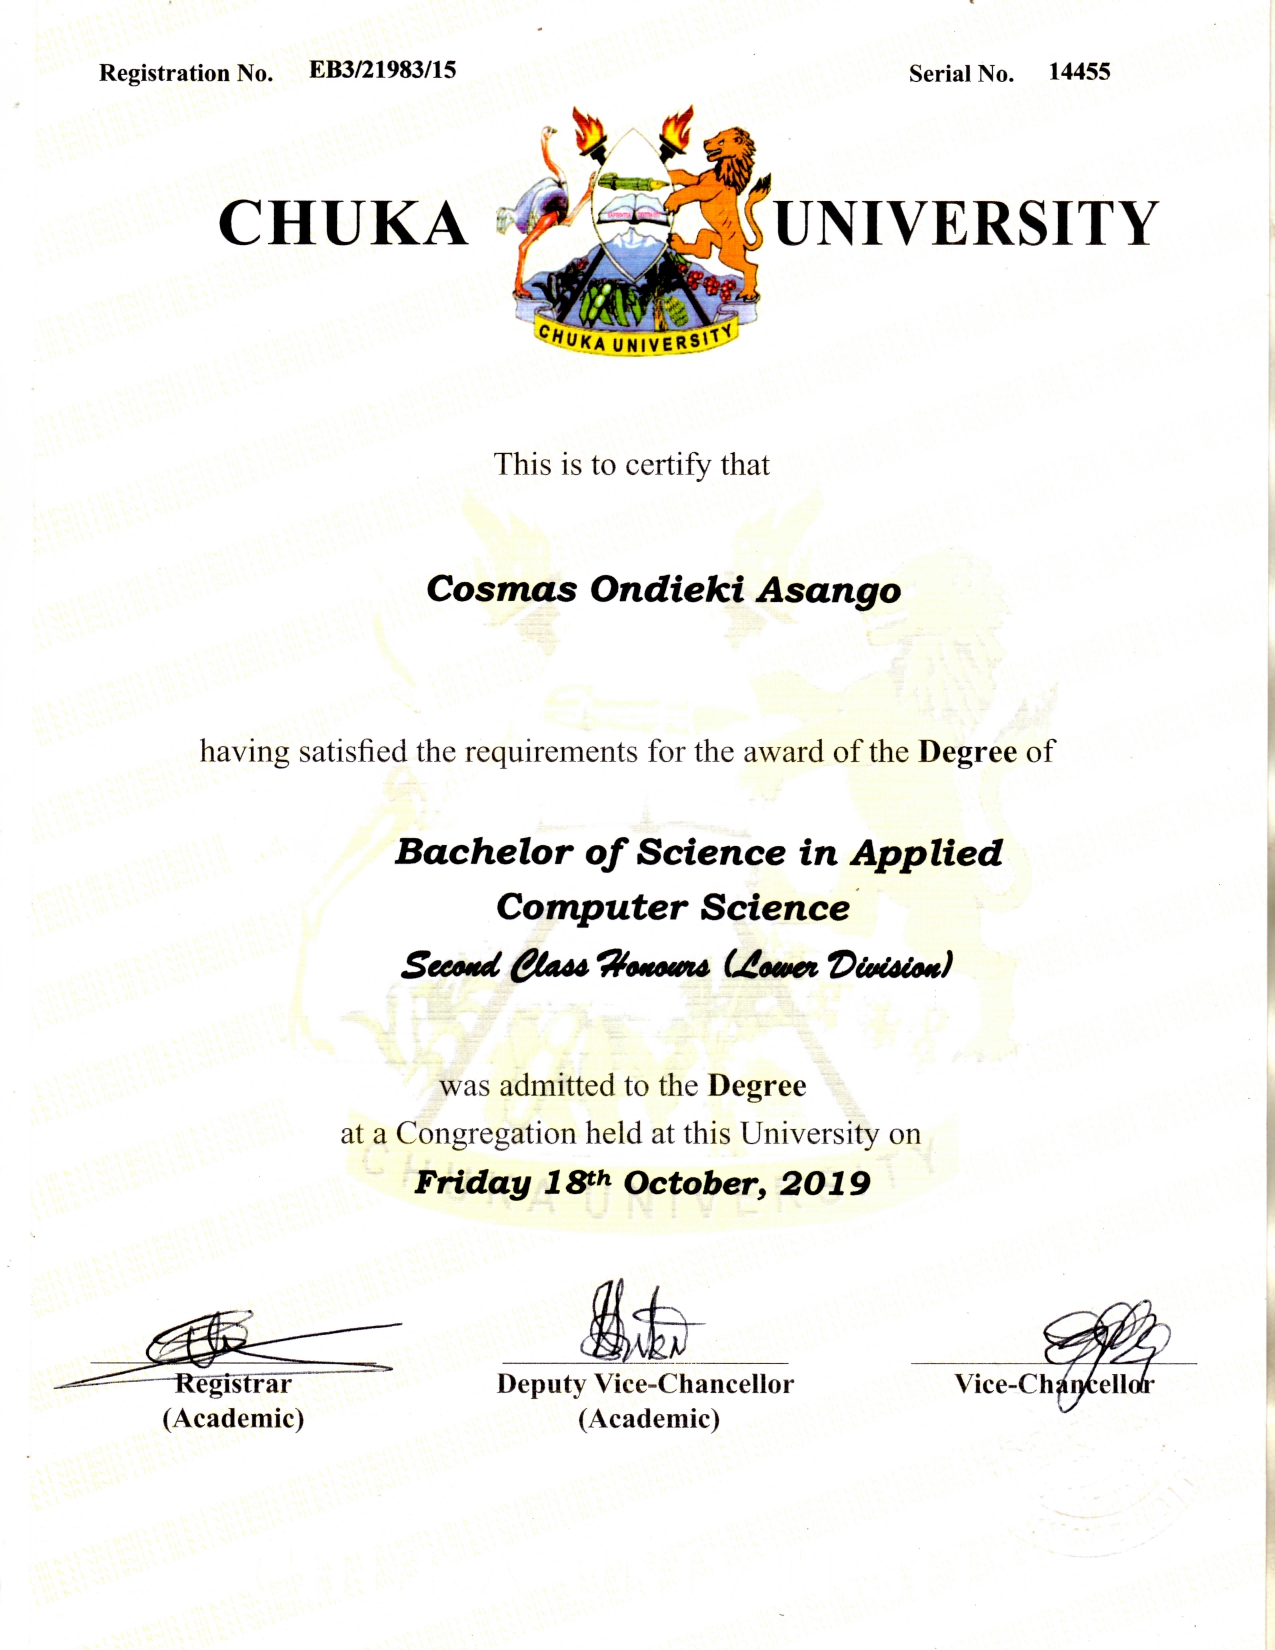 Registration No. EB3/21983/15 Serial No. 14455
CHUKA UNIVERSITY
CHUKA UNIVERSITY
This is to certify that
Cosmas Ondieki Asango
having satisfied the requirements for the award of the Degree of
Bachelor of Science in Applied
Computer Science
Second Class Honours (Lower Division)
was admitted to the Degree
at a Congregation held at this University on
Friday 18th October, 2019
CHUKA UNIVERSITY
Registrar Deputy Vice-Chancellor Vice-Chancellor
(Academic) (Academic)